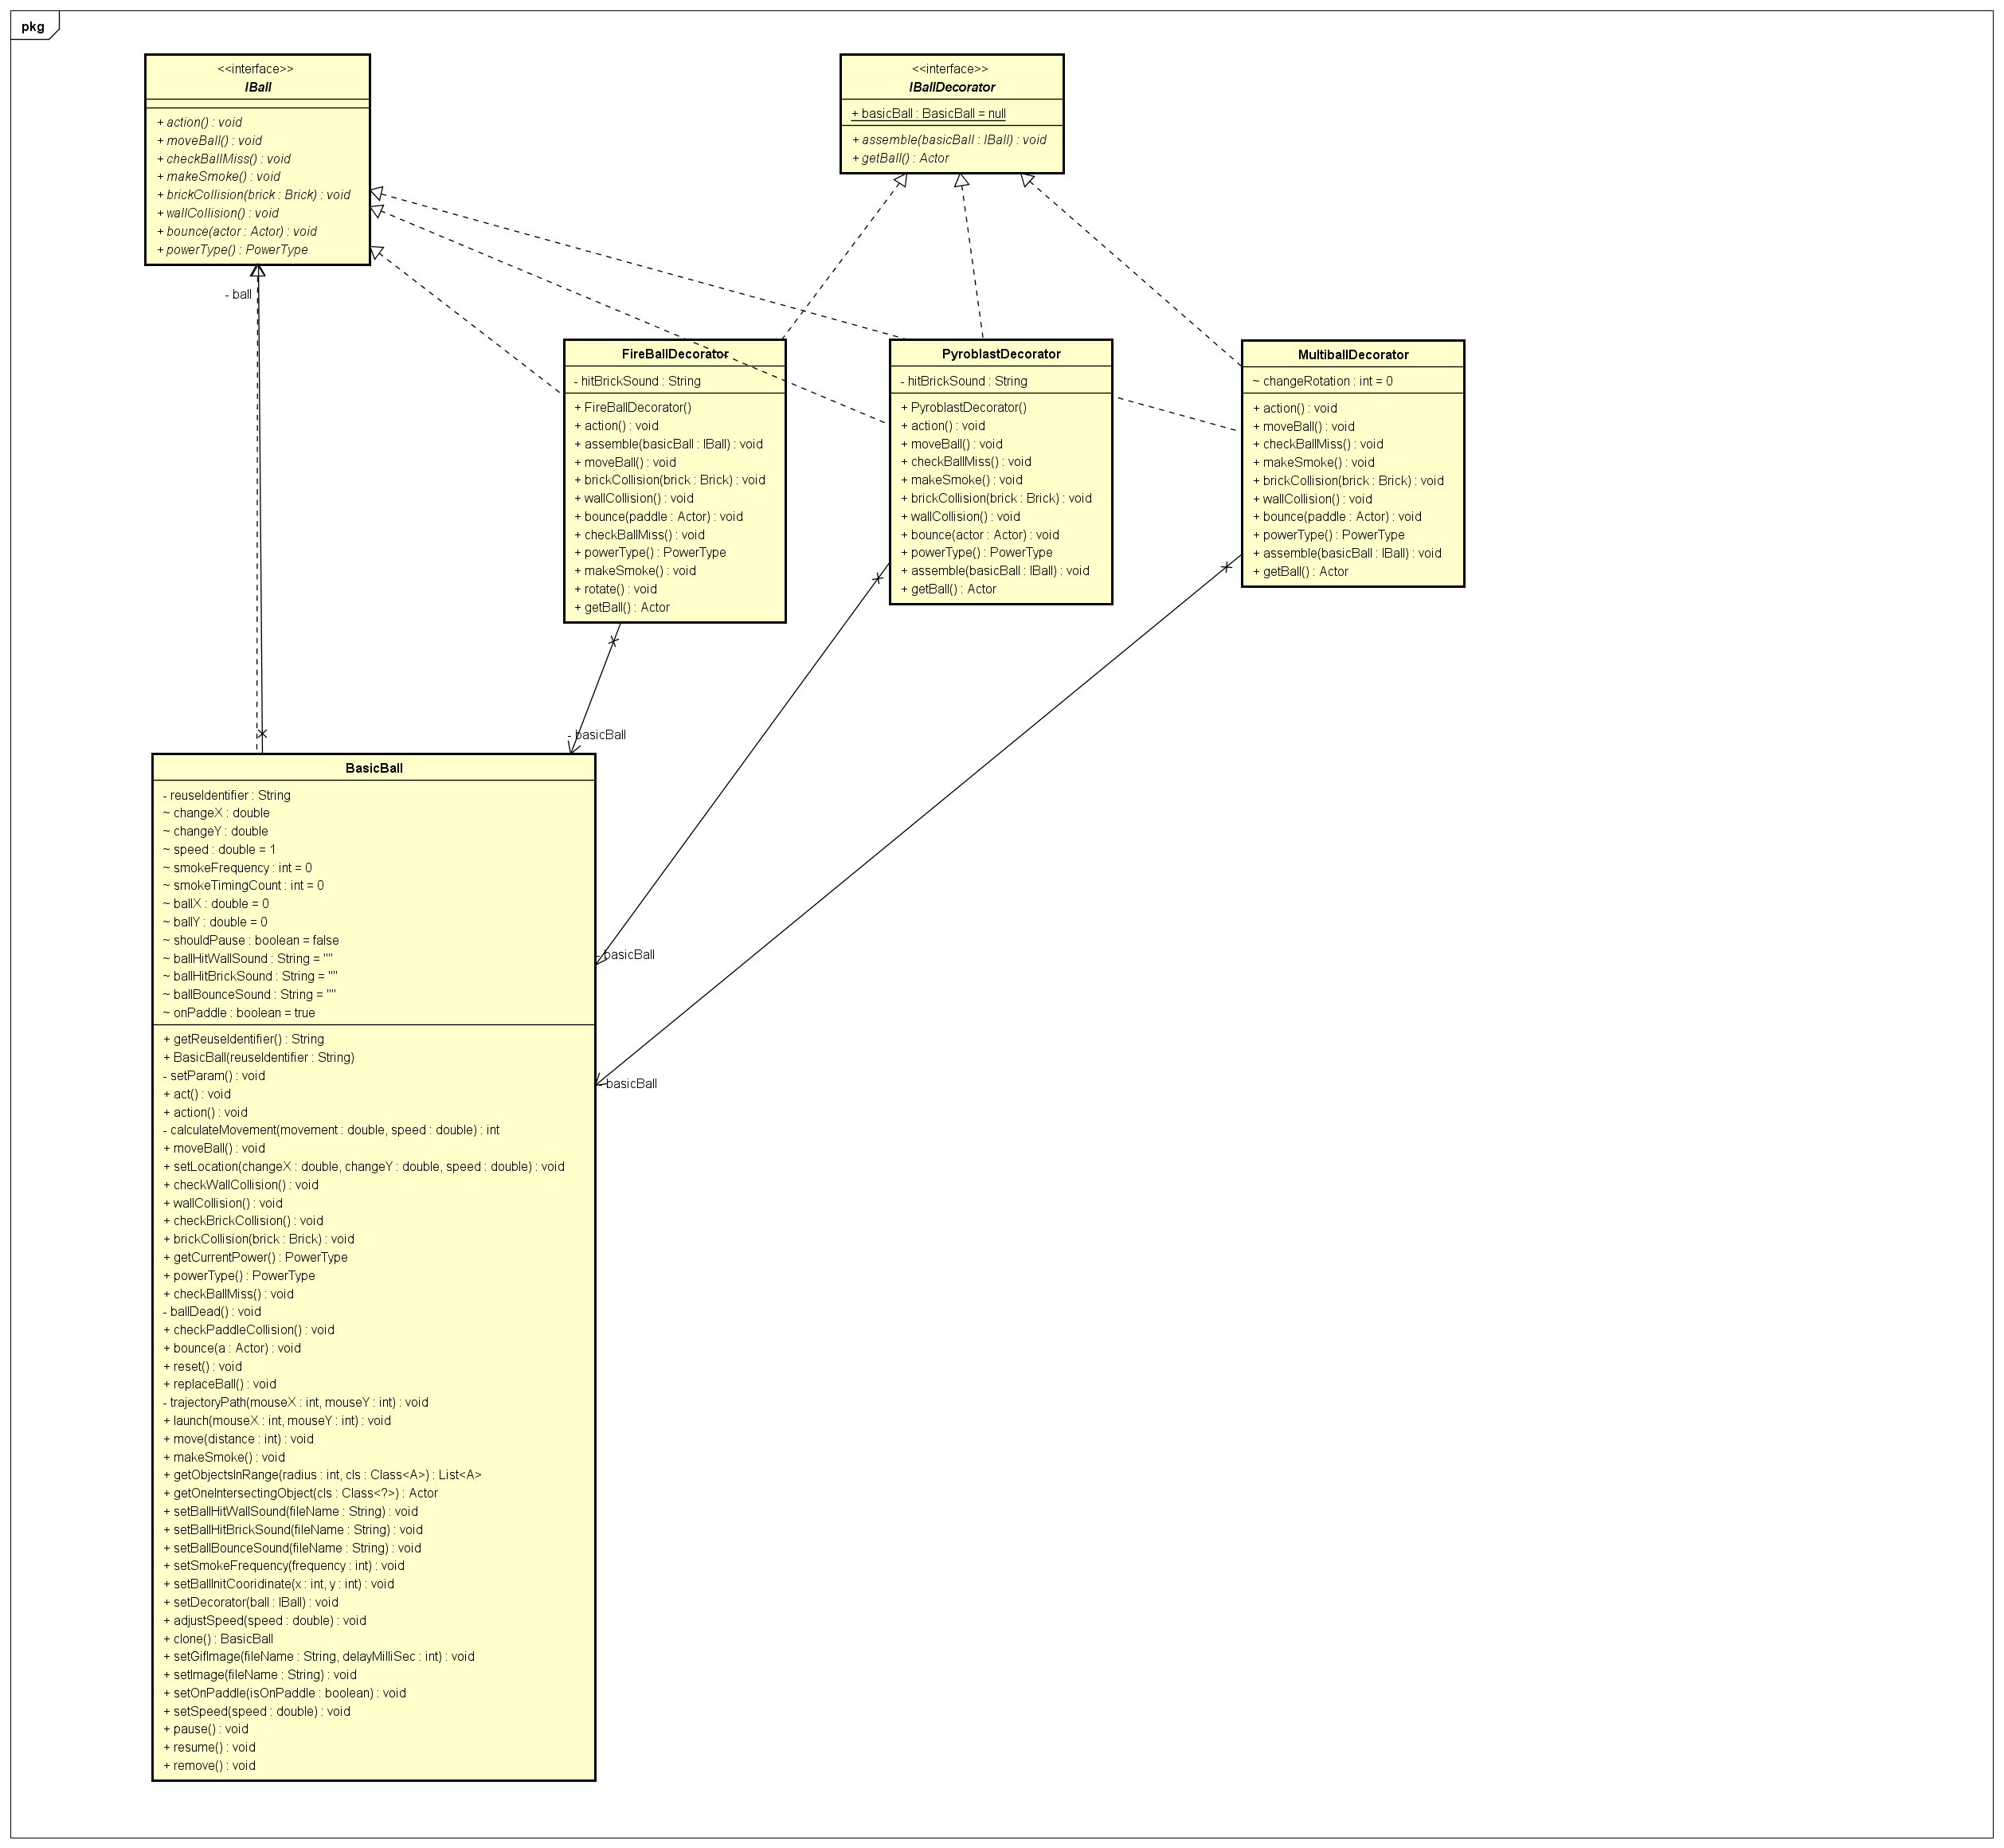 pkg
<<interface>>
IBall
+ action() : void
+ moveBall() : void
+ checkBallMiss() : void
+ makeSmoke() : void
+ brickCollision(brick : Brick) : void
+ wallCollision() : void
+ bounce(actor : Actor) : void
+ powerType() : PowerType
- ball
<<interface>>
IBallDecorator
+ basicBall : BasicBall = null
+ assemble(basicBall : IBall) : void
+ getBall() : Actor
FireBallDecorator
- hitBrickSound : String
+ FireBallDecorator()
+ action() : void
+ assemble(basicBall : IBall) : void
+ moveBall() : void
+ brickCollision(brick : Brick) : void
+ wallCollision() : void
+ bounce(paddle : Actor) : void
+ checkBallMiss() : void
+ powerType() : PowerType
+ makeSmoke() : void
+ rotate() : void
+ getBall() : Actor
PyroblastDecorator
- hitBrickSound : String
+ PyroblastDecorator()
+ action() : void
+ moveBall() : void
+ checkBallMiss() : void
+ makeSmoke() : void
+ brickCollision(brick : Brick) : void
+ wallCollision() : void
+ bounce(actor : Actor) : void
+ powerType() : PowerType
+ assemble(basicBall : IBall) : void
+ getBall() : Actor
MultiballDecorator
~ changeRotation : int = 0
+ action() : void
+ moveBall() : void
+ checkBallMiss() : void
+ makeSmoke() : void
+ brickCollision(brick : Brick) : void
+ wallCollision() : void
+ bounce(paddle : Actor) : void
+ powerType() : PowerType
+ assemble(basicBall : IBall) : void
+ getBall() : Actor
- basicBall
- basicBall
- basicBall
BasicBall
- reuseIdentifier : String
~ changeX : double
~ changeY : double
~ speed : double = 1
~ smokeFrequency : int = 0
~ smokeTimingCount : int = 0
~ ballX : double = 0
~ ballY : double = 0
~ shouldPause : boolean = false
~ ballHitWallSound : String = ""
~ ballHitBrickSound : String = ""
~ ballBounceSound : String = ""
~ onPaddle : boolean = true
+ getReuseIdentifier() : String
+ BasicBall(reuseIdentifier : String)
- setParam() : void
+ act() : void
+ action() : void
- calculateMovement(movement : double, speed : double) : int
+ moveBall() : void
+ setLocation(changeX : double, changeY : double, speed : double) : void
+ checkWallCollision() : void
+ wallCollision() : void
+ checkBrickCollision() : void
+ brickCollision(brick : Brick) : void
+ getCurrentPower() : PowerType
+ powerType() : PowerType
+ checkBallMiss() : void
- ballDead() : void
+ checkPaddleCollision() : void
+ bounce(a : Actor) : void
+ reset() : void
+ replaceBall() : void
- trajectoryPath(mouseX : int, mouseY : int) : void
+ launch(mouseX : int, mouseY : int) : void
+ move(distance : int) : void
+ makeSmoke() : void
+ getObjectsInRange(radius : int, cls : Class<A>) : List<A>
+ getOneIntersectingObject(cls : Class<?>) : Actor
+ setBallHitWallSound(fileName : String) : void
+ setBallHitBrickSound(fileName : String) : void
+ setBallBounceSound(fileName : String) : void
+ setSmokeFrequency(frequency : int) : void
+ setBallInitCooridinate(x : int, y : int) : void
+ setDecorator(ball : IBall) : void
+ adjustSpeed(speed : double) : void
+ clone() : BasicBall
+ setGifImage(fileName : String, delayMilliSec : int) : void
+ setImage(fileName : String) : void
+ setOnPaddle(isOnPaddle : boolean) : void
+ setSpeed(speed : double) : void
+ pause() : void
+ resume() : void
+ remove() : void